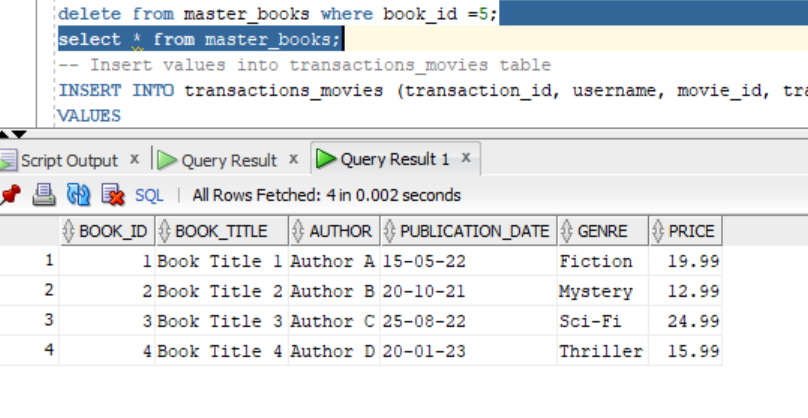 delete from master_books where book_id =5;
select * from master_books;
-- Insert values into transactions_movies table
INSERT INTO transactions_movies (transaction_id, username, movie_id,
VALUES
Script Output x Query Result x Query Result 1 x
SQL | All Rows Fetched: 4 in 0.002 seconds
BOOK_ID BOOK_TITLE AUTHOR PUBLICATION_DATE GENRE PRICE
1 1 Book Title 1 Author A 15-05-22 Fiction 19.99
2 2 Book Title 2 Author B 20-10-21 Mystery 12.99
3 3 Book Title 3 Author C 25-08-22 Sci-Fi 24.99
4 4 Book Title 4 Author D 20-01-23 Thriller 15.99